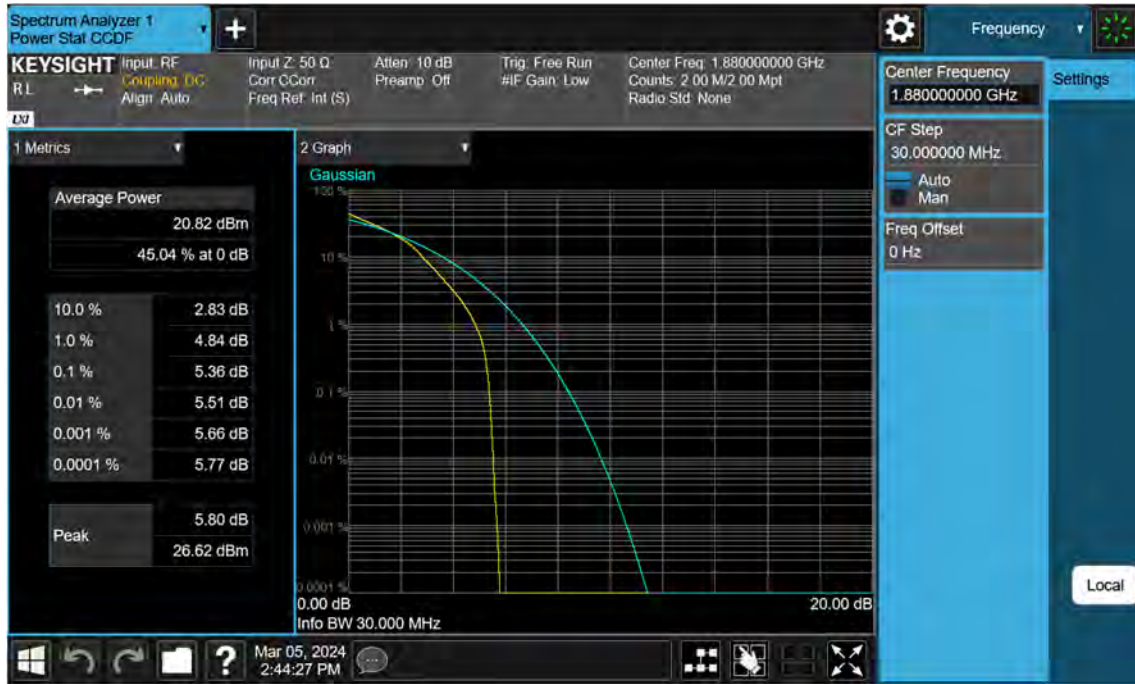 Spectrum Analyzer 1
Power Stat CCDF
Frequency
KEYSIGHT
RL
LXI
Input: RF
Coupling: DC
Align: Auto
Input Z: 50 Ω
Corr CCorr
Freq Ref: Int (S)
Atten: 10 dB
Preamp: Off
Trig: Free Run
#IF Gain: Low
Center Freq: 1.880000000 GHz
Counts: 2.00 M/2.00 Mpt
Radio Std: None
Center Frequency
1.880000000 GHz
Settings
CF Step
30.000000 MHz
Auto
Man
Freq Offset
0 Hz
1 Metrics
Average Power
20.82 dBm
45.04 % at 0 dB
10.0 % 2.83 dB
1.0 % 4.84 dB
0.1 % 5.36 dB
0.01 % 5.51 dB
0.001 % 5.66 dB
0.0001 % 5.77 dB
Peak
5.80 dB
26.62 dBm
2 Graph
Gaussian
100 %
10 %
1 %
0.1 %
0.01 %
0.001 %
0.0001 %
0.00 dB 20.00 dB
Info BW 30.000 MHz
Local
?
Mar 05, 2024
2:44:27 PM